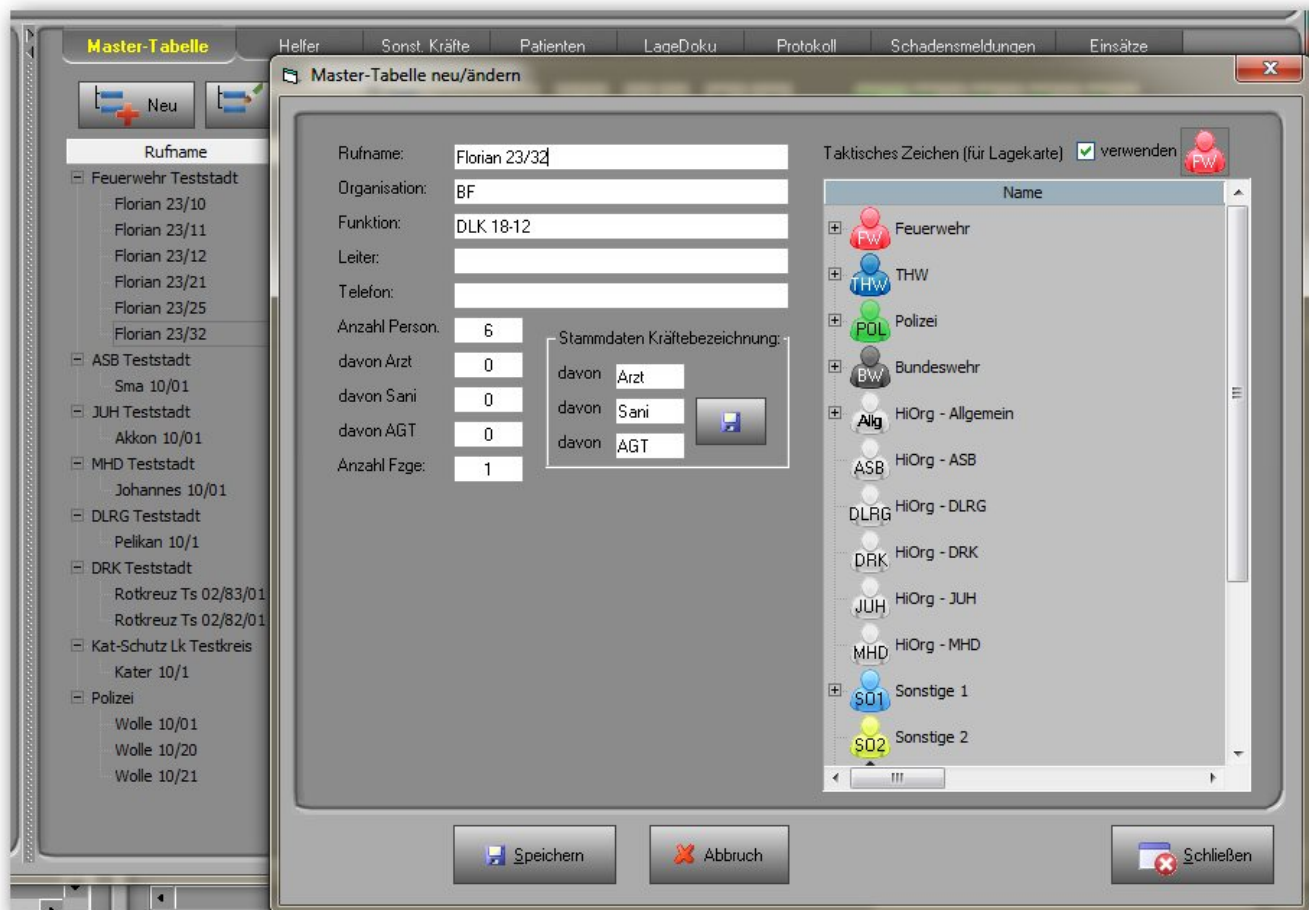 Master-Tabelle Helfer Sonst. Kräfte Patienten LageDoku Protokoll Schadensmeldungen Einsätze
Neu
Rufname
Feuerwehr Teststadt
Florian 23/10
Florian 23/11
Florian 23/12
Florian 23/21
Florian 23/25
Florian 23/32
ASB Teststadt
Sma 10/01
JUH Teststadt
Akkon 10/01
MHD Teststadt
Johannes 10/01
DLRG Teststadt
Pelikan 10/1
DRK Teststadt
Rotkreuz Ts 02/83/01
Rotkreuz Ts 02/82/01
Kat-Schutz Lk Testkreis
Kater 10/1
Polizei
Wolle 10/01
Wolle 10/20
Wolle 10/21
Master-Tabelle neu/ändern
Rufname: Florian 23/32
Organisation: BF
Funktion: DLK 18-12
Leiter:
Telefon:
Anzahl Person. 6
davon Arzt 0
davon Sani 0
davon AGT 0
Anzahl Fzge: 1
Stammdaten Kräftebezeichnung:
davon Arzt
davon Sani
davon AGT
Taktisches Zeichen (für Lagekarte) verwenden FW
Name
FW Feuerwehr
THW THW
POL Polizei
BW Bundeswehr
Allg HiOrg - Allgemein
ASB HiOrg - ASB
DLRG HiOrg - DLRG
DRK HiOrg - DRK
JUH HiOrg - JUH
MHD HiOrg - MHD
SO1 Sonstige 1
SO2 Sonstige 2
Speichern Abbruch Schließen